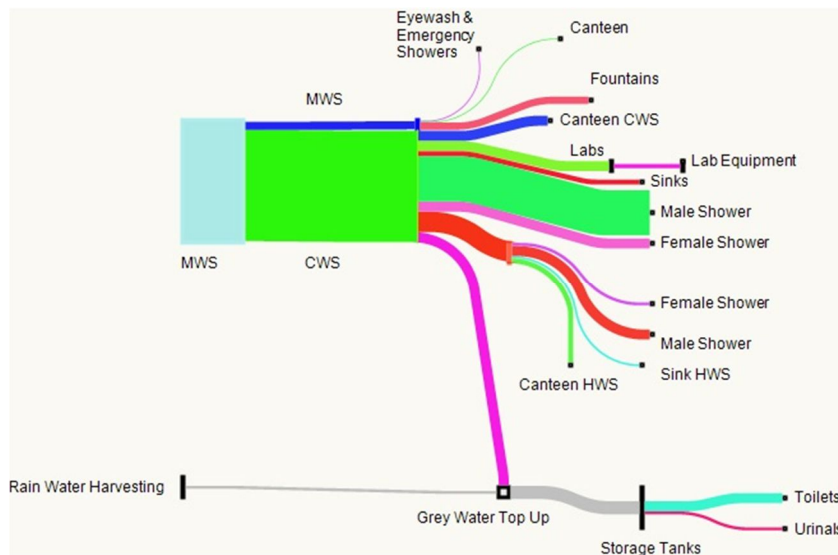 Eyewash &
Emergency
Showers
Canteen
Fountains
MWS
Canteen CWS
Labs
Lab Equipment
Sinks
Male Shower
Female Shower
MWS
CWS
Female Shower
Male Shower
Sink HWS
Canteen HWS
Rain Water Harvesting
Grey Water Top Up
Toilets
Urinals
Storage Tanks